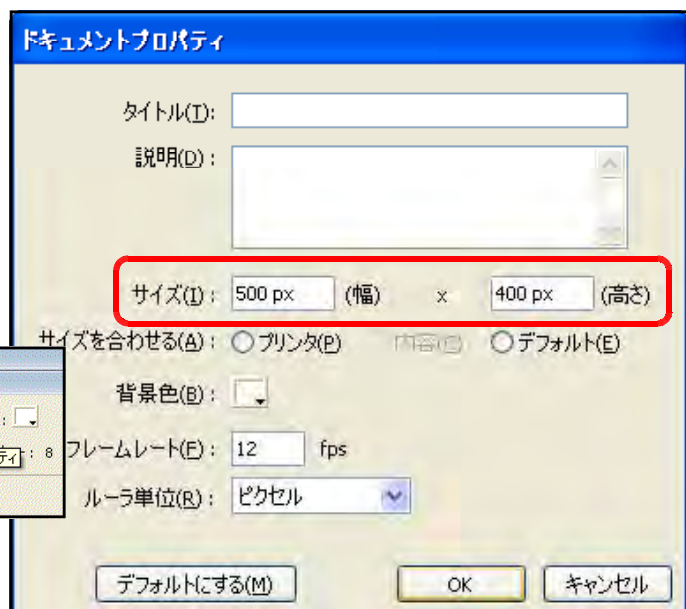 ドキュメントプロパティ
タイトル(T):
説明(D):
サイズ(I): 500 px (幅) x 400 px (高さ)
サイズを合わせる(A): プリンタ(P) 内容(C) デフォルト(E)
背景色(B):
ティ : 8
フレームレート(F): 12 fps
ルーラ単位(R): ピクセル
デフォルトにする(M) OK キャンセル